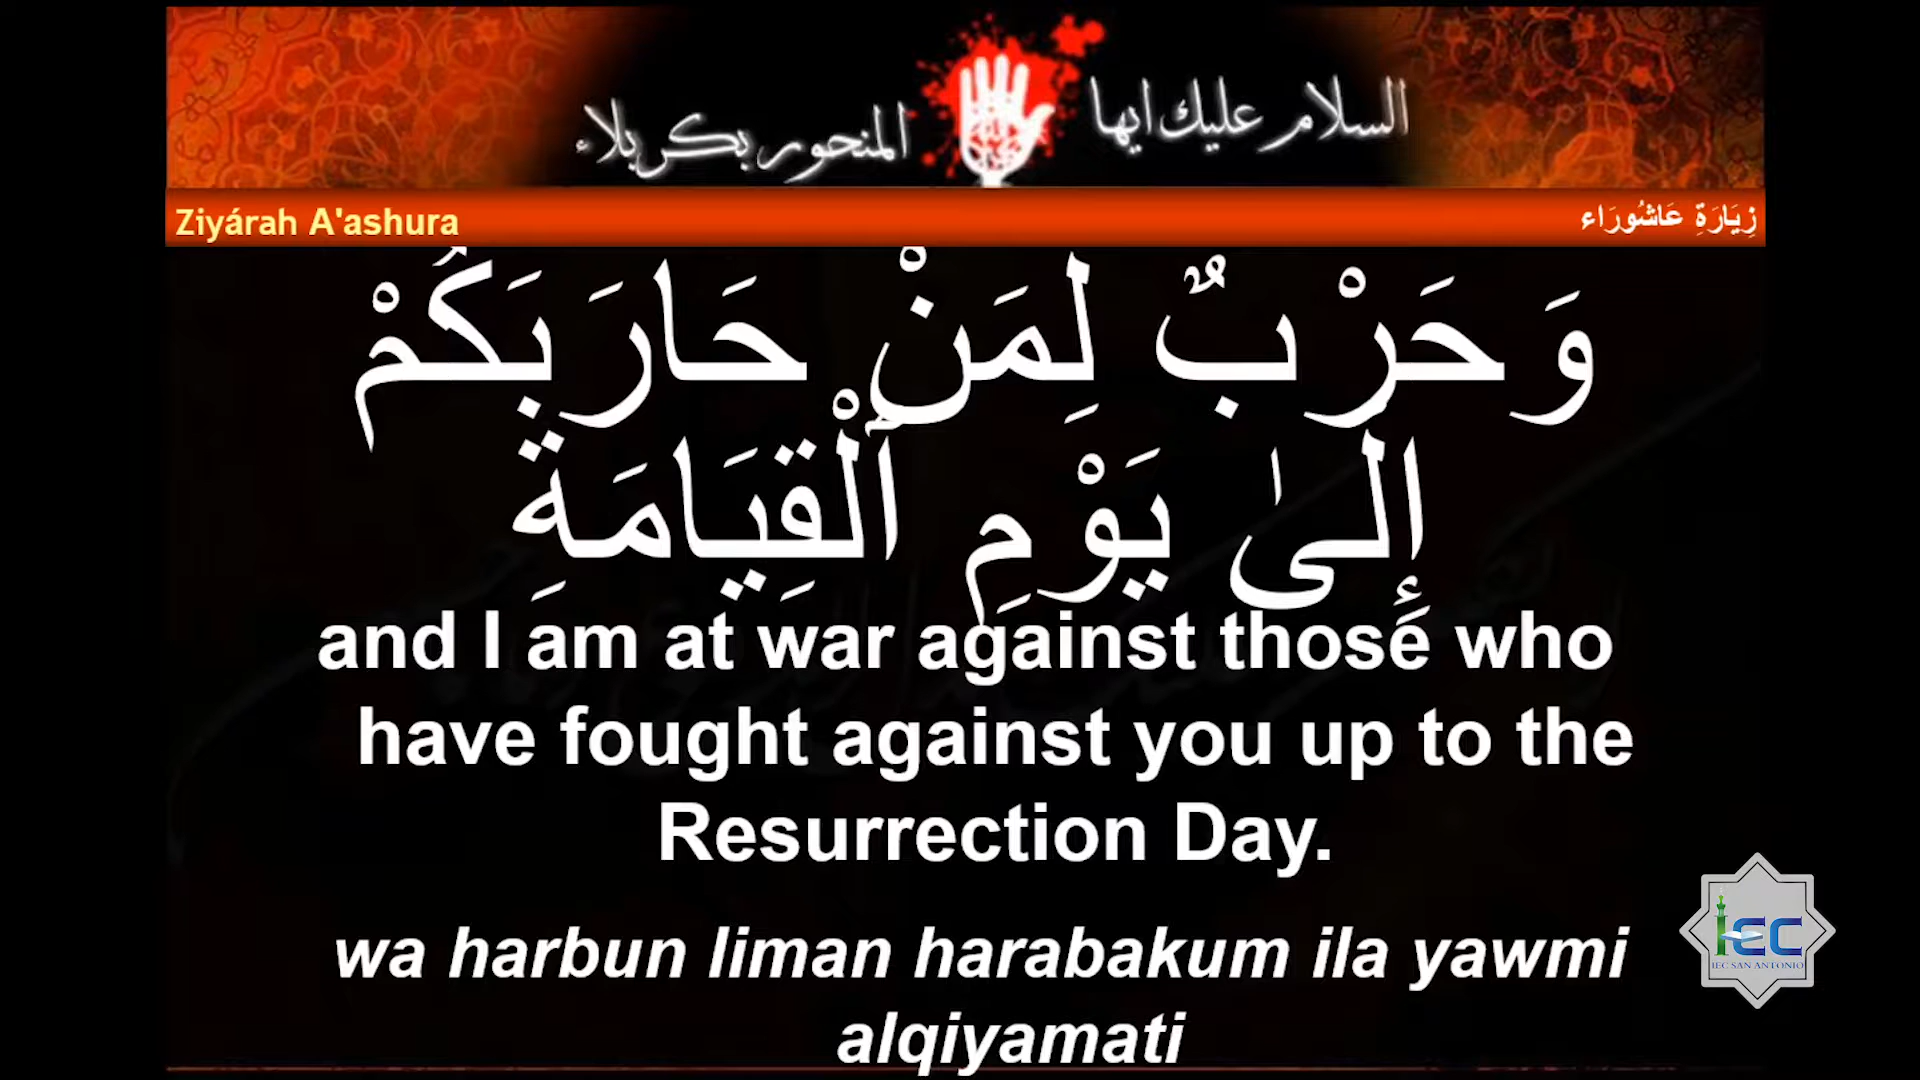 السلام عليك ايها المنحور بكربلاء
Ziyárah A'ashura
زِيَارَةِ عَاشُورَاء
وَحَرْبٌ لِمَنْ حَارَبَكُمْ
إِلَىٰ يَوْمِ ٱلْقِيَامَةِ
and I am at war against those who
have fought against you up to the
Resurrection Day.
wa harbun liman harabakum ila yawmi
alqiyamati
IEC
IEC SAN ANTONIO